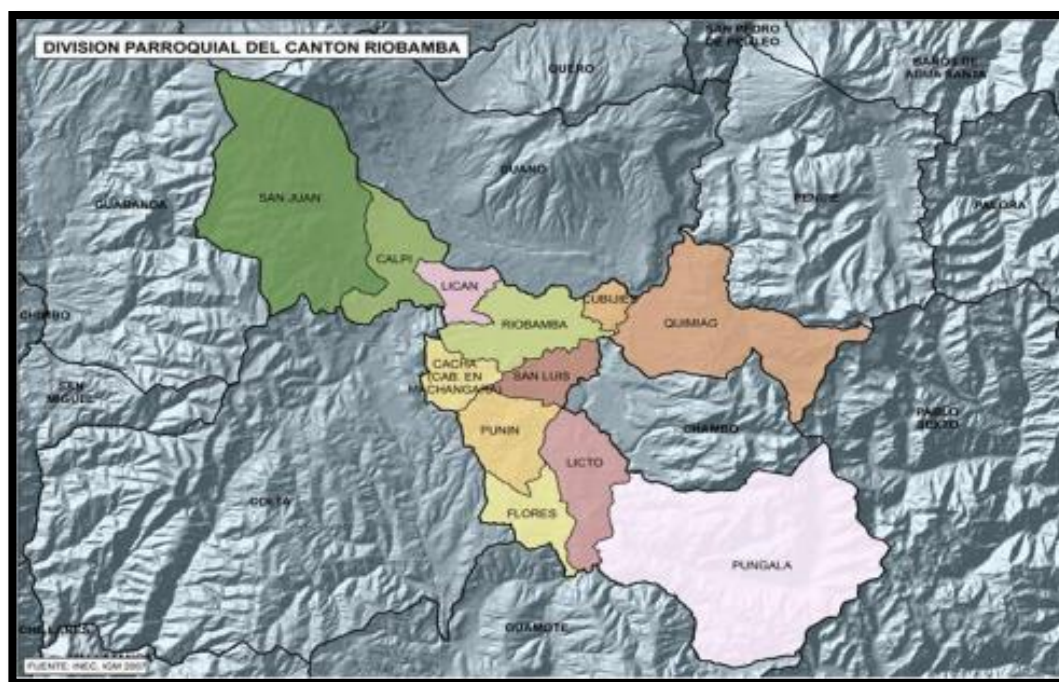 DIVISION PARROQUIAL DEL CANTON RIOBAMBA
SAN PEDRO
DE PELILEO
QUERO
BAÑOS DE
AGUA SANTA
GUANO
SAN JUAN
GUARANDA
PENIPE
PALORA
CALPI
LICAN
CUBIJIES
CHIMBO
RIOBAMBA
QUIMIAG
CACHA
(CAB. EN
MACHANGARA)
SAN LUIS
SAN
MIGUEL
PABLO
SEXTO
PUNIN
CHAMBO
LICTO
COLTA
FLORES
PUNGALA
GUAMOTE
CHILLANES
FUENTE: INEC, IGM 2007